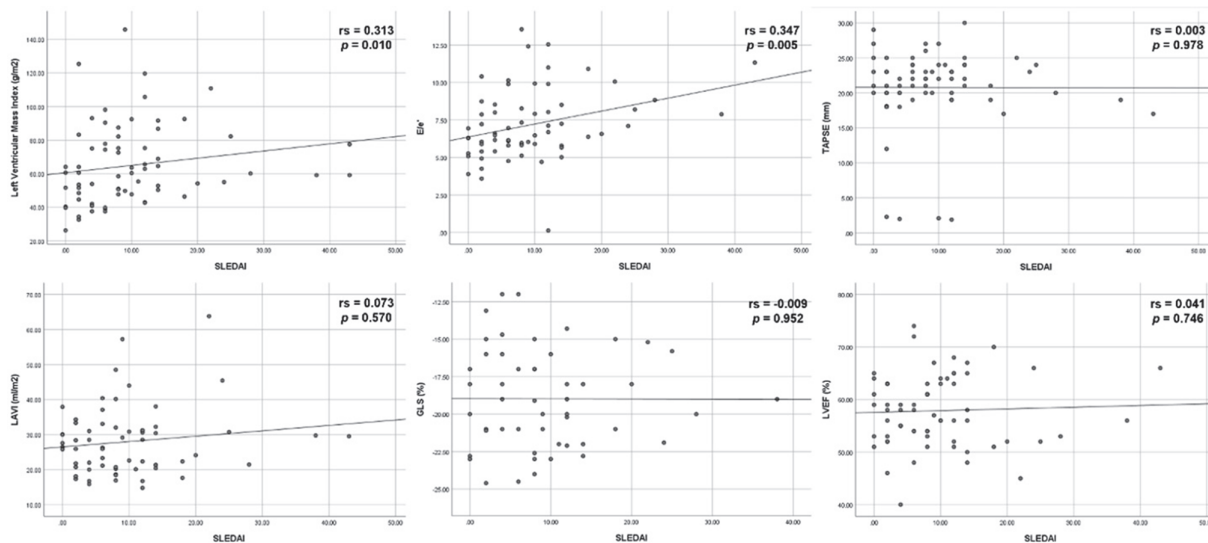 rs = 0.313
p = 0.010
Left Ventricular Mass Index (g/m2)
140.00
120.00
100.00
80.00
60.00
40.00
20.00
.00 10.00 20.00 30.00 40.00 50.00
SLEDAI
rs = 0.347
p = 0.005
E/e'
12.50
10.00
7.50
5.00
2.50
.00
.00 10.00 20.00 30.00 40.00 50.00
SLEDAI
rs = 0.003
p = 0.978
TAPSE (mm)
30.00
25.00
20.00
15.00
10.00
5.00
.00
.00 10.00 20.00 30.00 40.00 50.00
SLEDAI
rs = 0.073
p = 0.570
LAVI (ml/m2)
70.00
60.00
50.00
40.00
30.00
20.00
10.00
.00 10.00 20.00 30.00 40.00 50.00
SLEDAI
rs = -0.009
p = 0.952
GLS (%)
-12.50
-15.00
-17.50
-20.00
-22.50
-25.00
.00 10.00 20.00 30.00 40.00
SLEDAI
rs = 0.041
p = 0.746
LVEF (%)
80.00
70.00
60.00
50.00
40.00
.00 10.00 20.00 30.00 40.00 50.00
SLEDAI